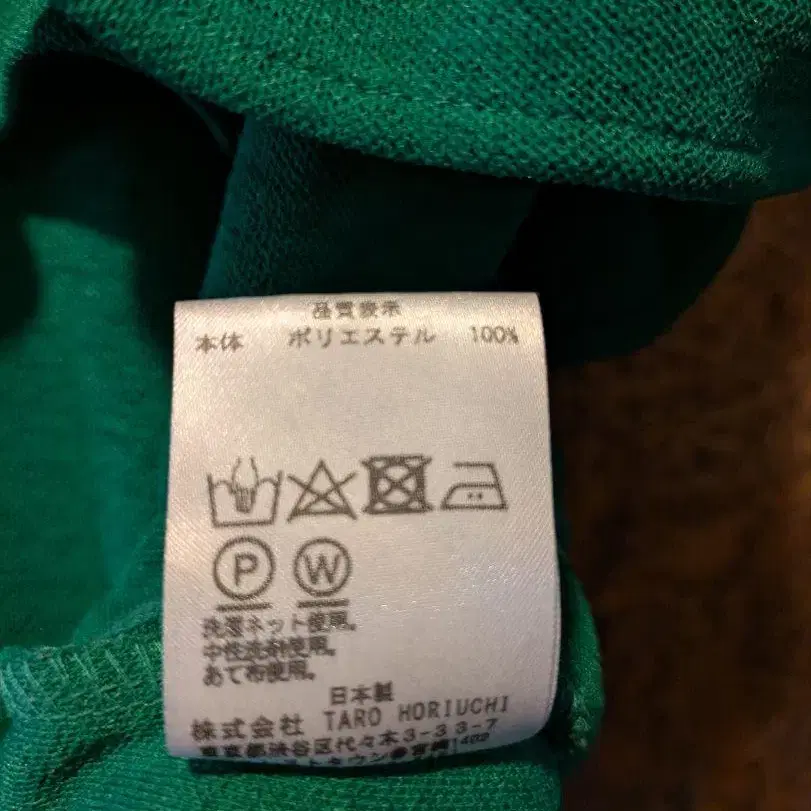 品質表示
本体 ポリエステル 100%
P W
洗濯ネット使用。
中性洗剤使用。
あて布使用。
日本製
株式会社 TARO HORIUCHI
東京都渋谷区代々木3-33-7